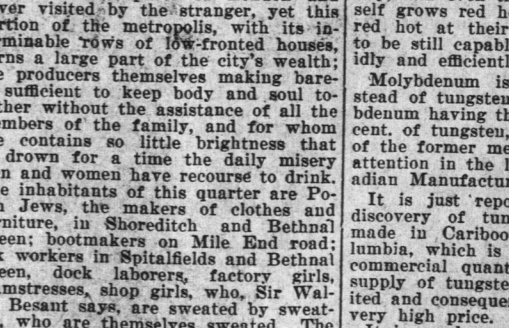 ver visited by the stranger, yet this
rtion of the metropolis, with its in-
rminable rows of low-fronted houses,
rns a large part of the city's wealth;
e producers themselves making bare-
sufficient to keep body and soul to-
ther without the assistance of all the
embers of the family, and for whom
e contains so little brightness that
drown for a time the daily misery
n and women have recourse to drink.
e inhabitants of this quarter are Po-
h Jews, the makers of clothes and
rniture, in Shoreditch and Bethnal
een; bootmakers on Mile End road;
k workers in Spitalfields and Bethnal
een, dock laborers, factory girls,
amstresses, shop girls, who, Sir Wal-
Besant says, are sweated by sweat-
, who are themselves sweated. The
self grows red h
red hot at their
to be still capabl
idly and efficientl
Molybdenum is
stead of tungsten
bdenum having th
cent. of tungsten,
of the former me
attention in the l
adian Manufactur
It is just repo
discovery of tun
made in Cariboo
lumbia, which is
commercial quant
supply of tungste
ited and conseque
very high price.